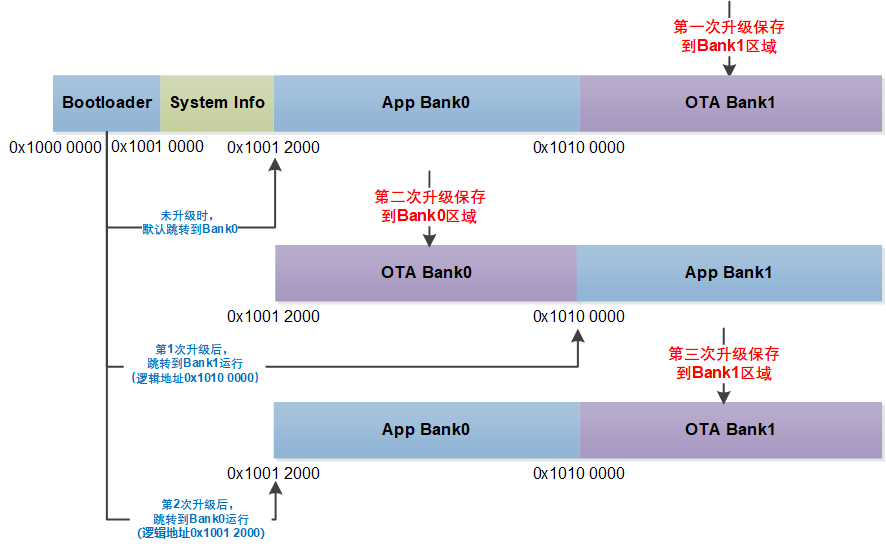 第一次升级保存
到Bank1区域
Bootloader
System Info
App Bank0
OTA Bank1
0x1000 0000
0x1001 0000
0x1001 2000
0x1010 0000
第二次升级保存
到Bank0区域
未升级时，
默认跳转到Bank0
OTA Bank0
App Bank1
0x1001 2000
0x1010 0000
第1次升级后，
跳转到Bank1运行
（逻辑地址0x1010 0000）
第三次升级保存
到Bank1区域
App Bank0
OTA Bank1
0x1001 2000
0x1010 0000
第2次升级后，
跳转到Bank0运行
(逻辑地址0x1001 2000)